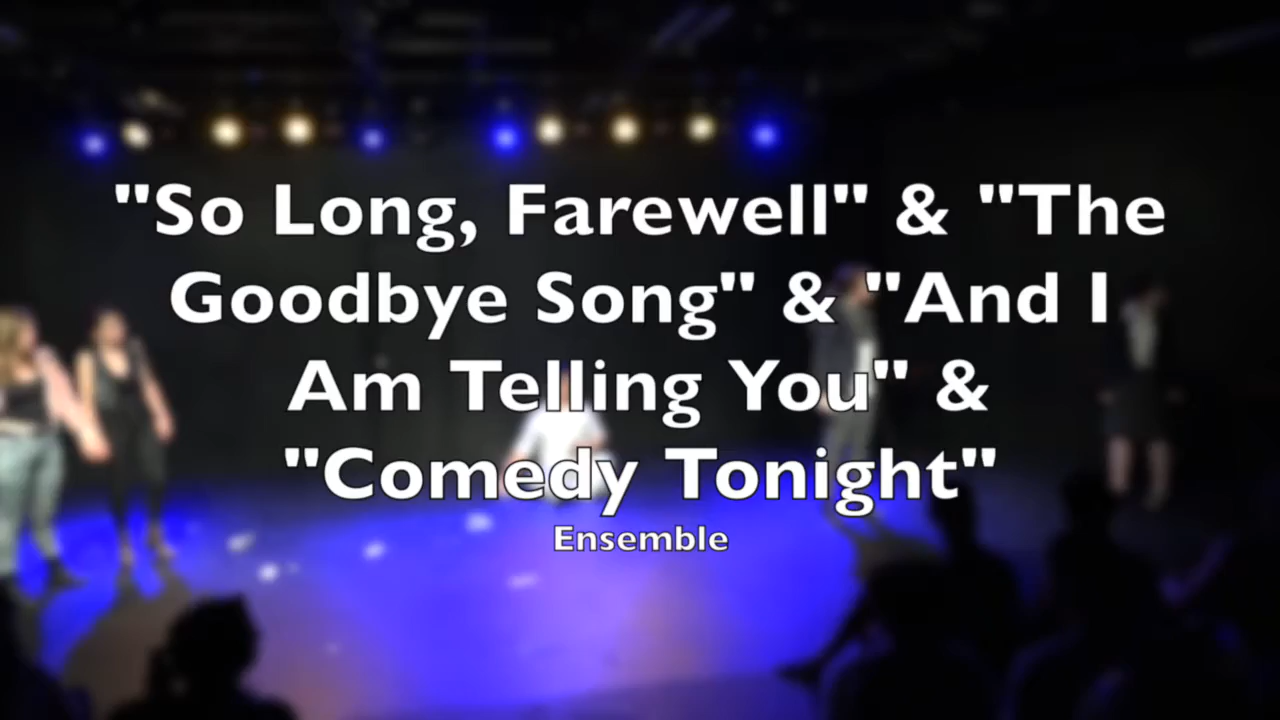 "So Long, Farewell" & "The
Goodbye Song" & "And I
Am Telling You" &
"Comedy Tonight"
Ensemble